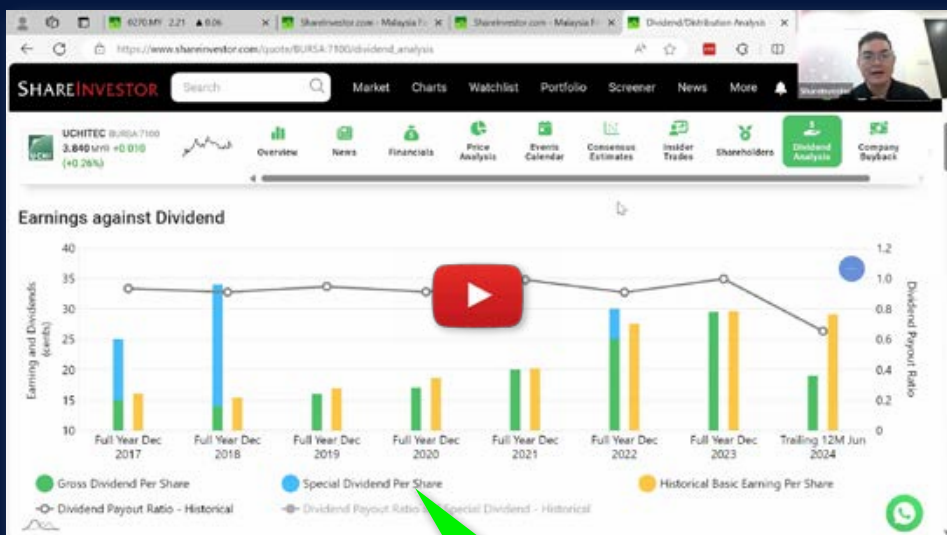 6270.MY 2.21 ▲0.06
Shareinvestor.com - Malaysia F
Shareinvestor.com - Malaysia F
Dividend/Distribution Analysis
https://www.shareinvestor.com/quote/BURSA:7100/dividend_analysis
SHAREINVESTOR
Search
Market Charts Watchlist Portfolio Screener News More
ShareInvestor
UCHITEC BURSA:7100
3.840 MYR +0.010
(+0.26%)
UCHI
Overview
News
Financials
Price Analysis
Events Calendar
Consensus Estimates
Insider Trades
Shareholders
Dividend Analysis
Company Buyback
Earnings against Dividend
Earning and Dividends
(cents)
40
35
30
25
20
15
10
1.2
1.0
0.8
0.6
0.4
0.2
0
Dividend Payout Ratio
Full Year Dec 2017
Full Year Dec 2018
Full Year Dec 2019
Full Year Dec 2020
Full Year Dec 2021
Full Year Dec 2022
Full Year Dec 2023
Trailing 12M Jun 2024
Gross Dividend Per Share
Special Dividend Per Share
Historical Basic Earning Per Share
Dividend Payout Ratio - Historical
Dividend Payout Ratio Special Dividend - Historical